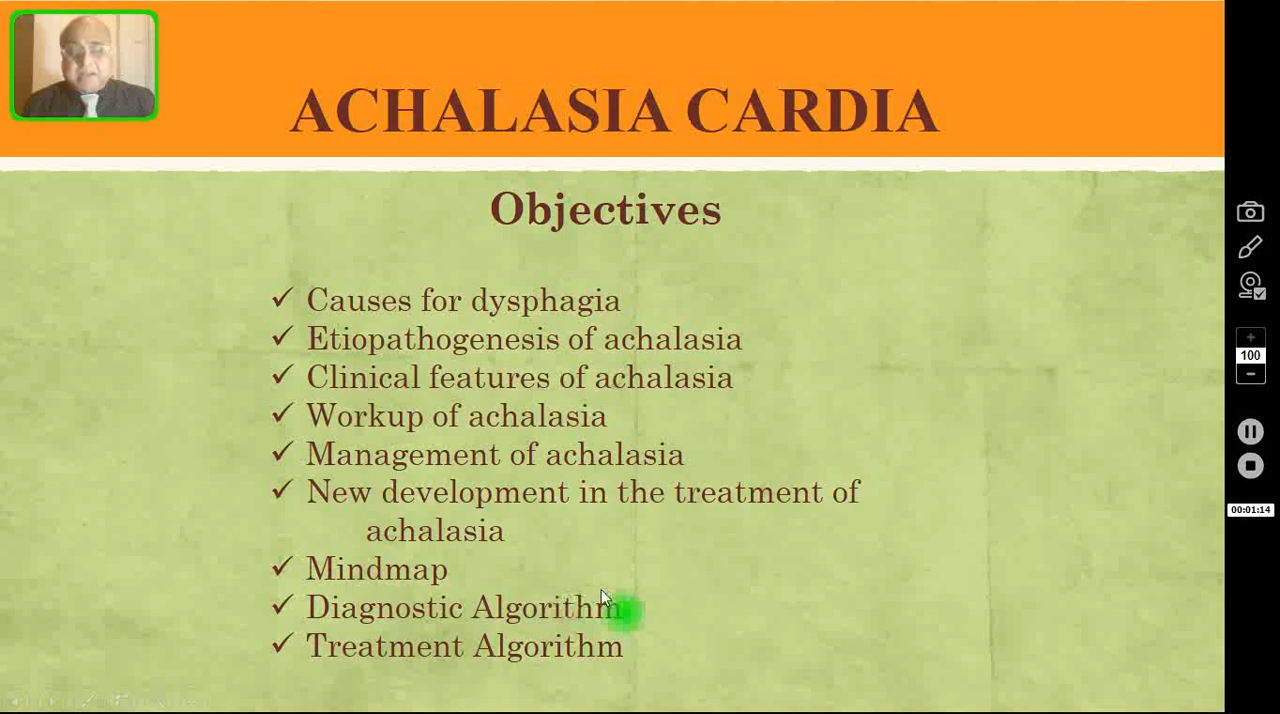 ACHALASIA CARDIA
Objectives
✓ Causes for dysphagia
✓ Etiopathogenesis of achalasia
✓ Clinical features of achalasia
✓ Workup of achalasia
✓ Management of achalasia
✓ New development in the treatment of
achalasia
✓ Mindmap
✓ Diagnostic Algorithm
✓ Treatment Algorithm
100
00:01:14